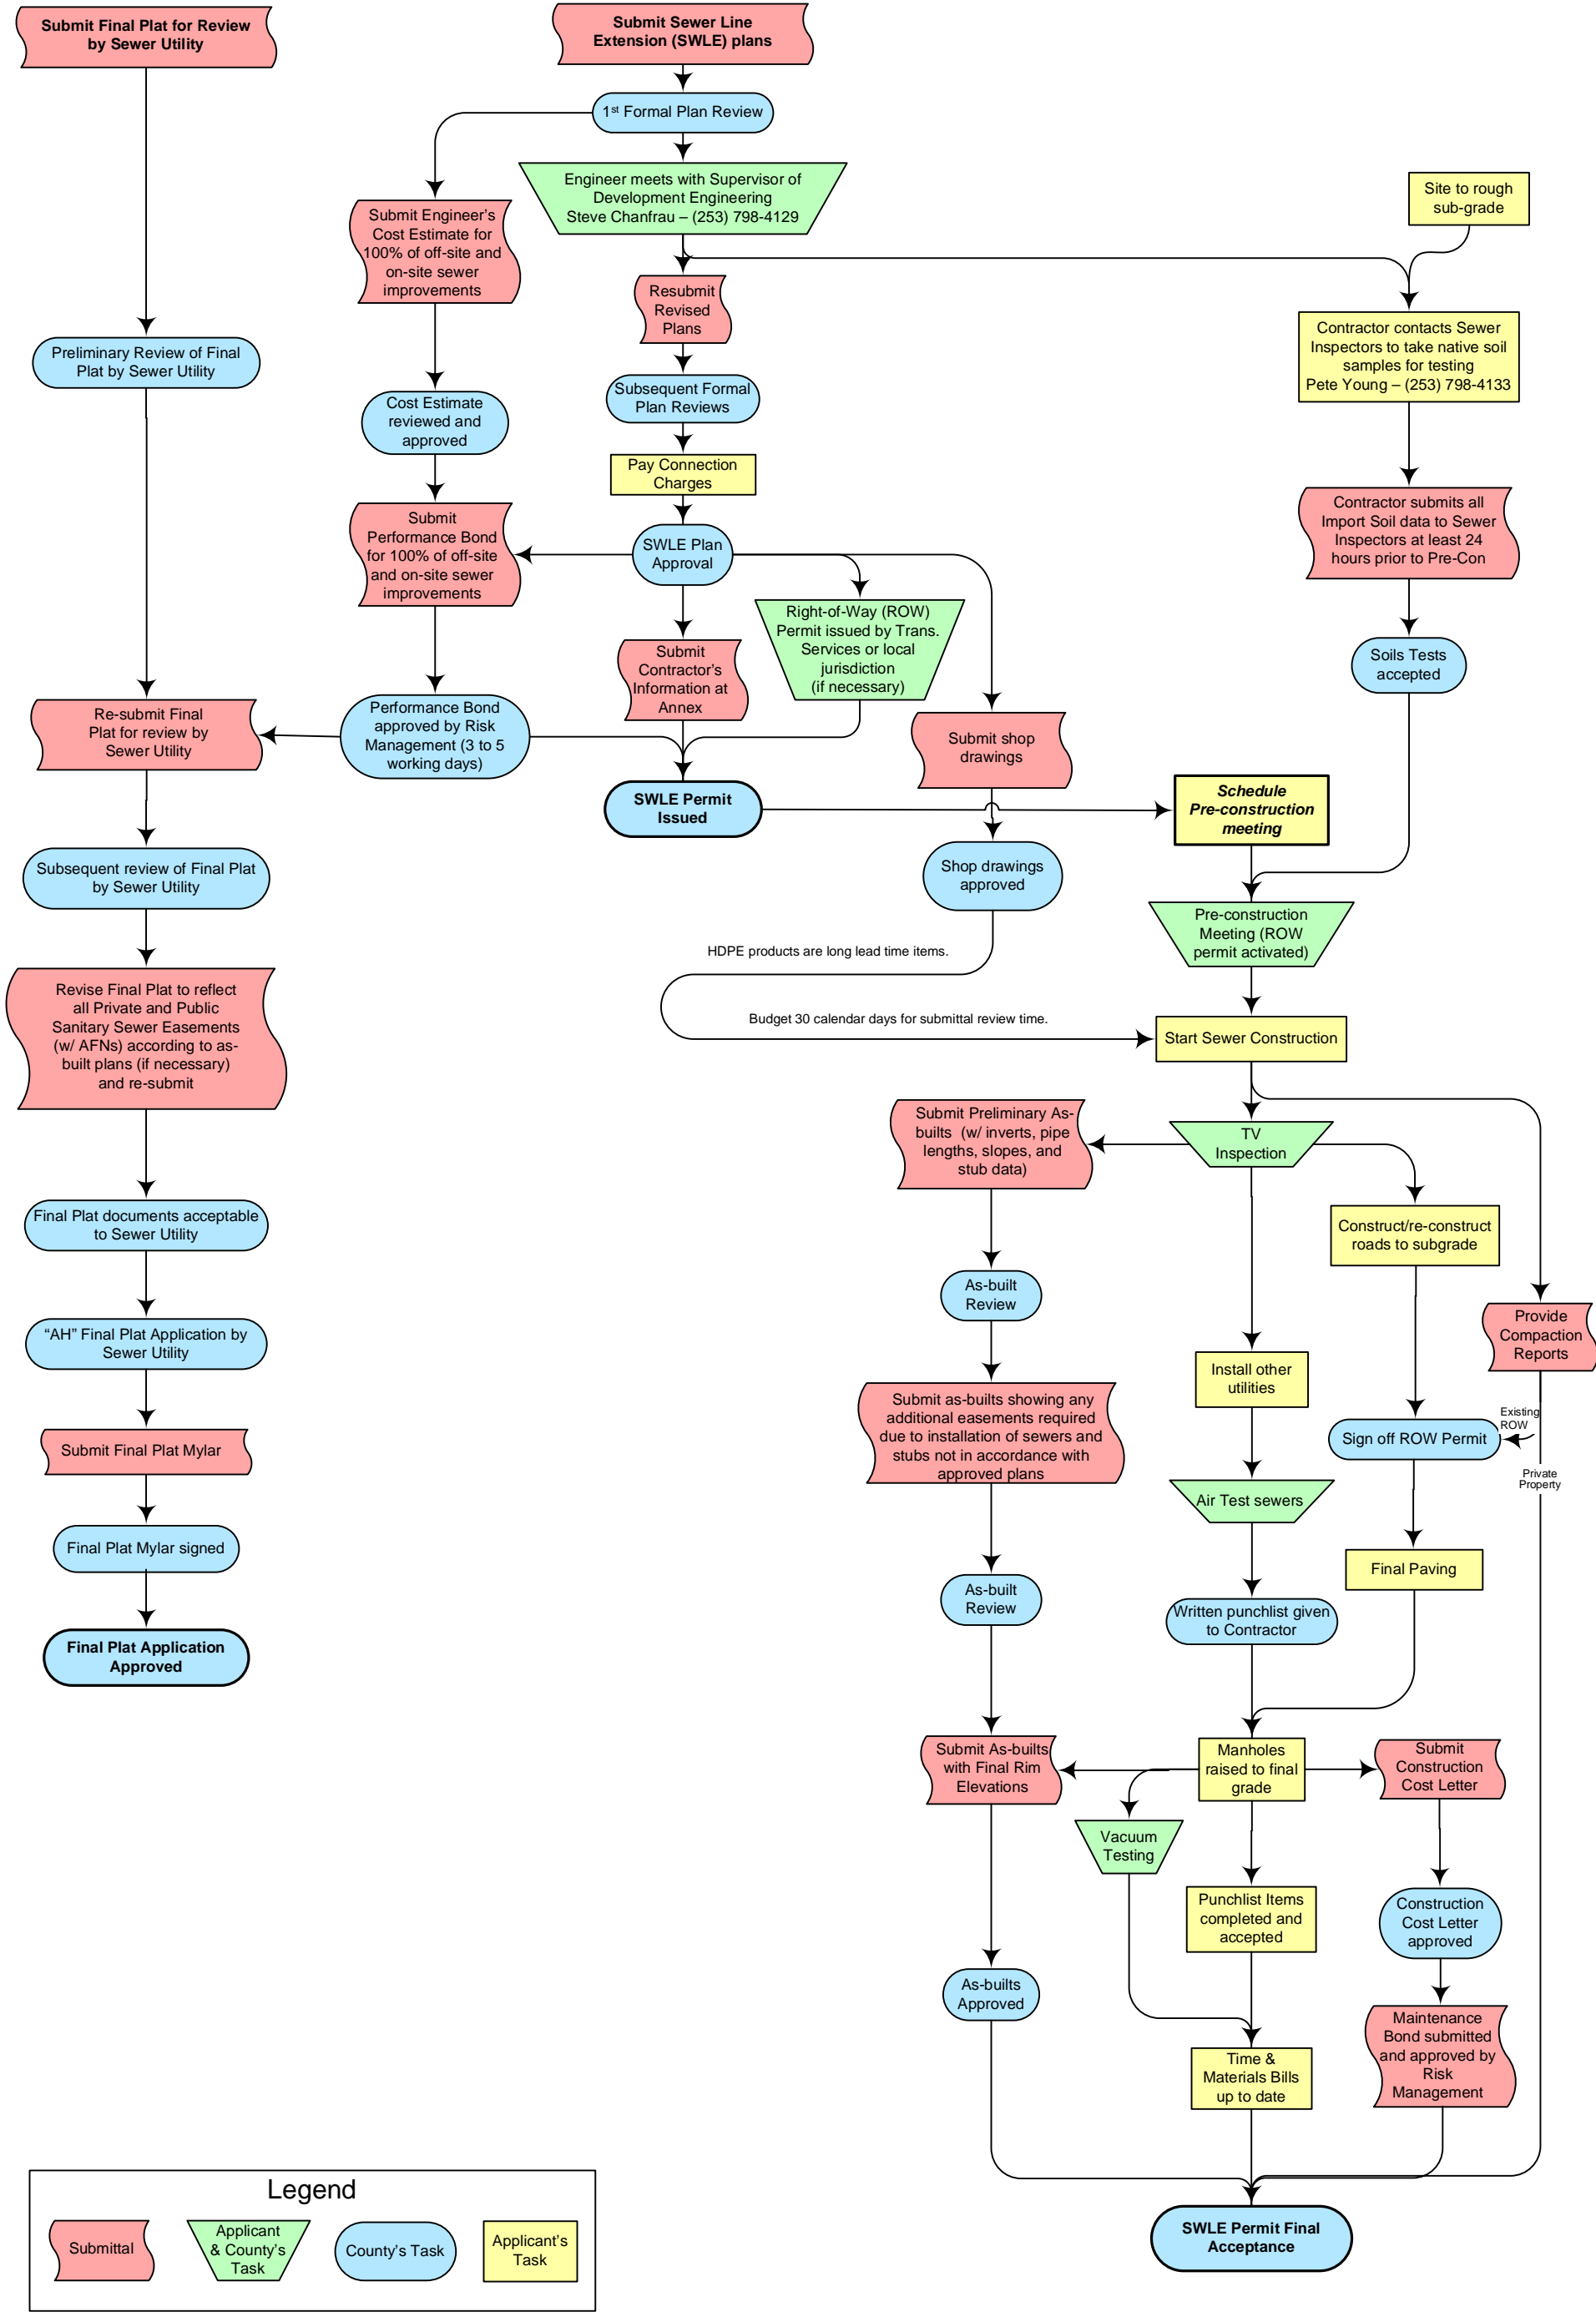 Submit Final Plat for Review
by Sewer Utility
Submit Sewer Line
Extension (SWLE) plans
1st Formal Plan Review
Engineer meets with Supervisor of
Development Engineering
Steve Chanfrau – (253) 798-4129
Site to rough
sub-grade
Submit Engineer's
Cost Estimate for
100% of off-site and
on-site sewer
improvements
Resubmit
Revised
Plans
Contractor contacts Sewer
Inspectors to take native soil
samples for testing
Pete Young – (253) 798-4133
Preliminary Review of Final
Plat by Sewer Utility
Cost Estimate
reviewed and
approved
Subsequent Formal
Plan Reviews
Pay Connection
Charges
Submit
Performance Bond
for 100% of off-site
and on-site sewer
improvements
SWLE Plan
Approval
Contractor submits all
Import Soil data to Sewer
Inspectors at least 24
hours prior to Pre-Con
Right-of-Way (ROW)
Permit issued by Trans.
Services or local
jurisdiction
(if necessary)
Submit
Contractor's
Information at
Annex
Soils Tests
accepted
Re-submit Final
Plat for review by
Sewer Utility
Performance Bond
approved by Risk
Management (3 to 5
working days)
Submit shop
drawings
SWLE Permit
Issued
Schedule
Pre-construction
meeting
Subsequent review of Final Plat
by Sewer Utility
Shop drawings
approved
Pre-construction
Meeting (ROW
permit activated)
HDPE products are long lead time items.
Budget 30 calendar days for submittal review time.
Start Sewer Construction
Revise Final Plat to reflect
all Private and Public
Sanitary Sewer Easements
(w/ AFNs) according to as-
built plans (if necessary)
and re-submit
Submit Preliminary As-
builts (w/ inverts, pipe
lengths, slopes, and
stub data)
TV
Inspection
Final Plat documents acceptable
to Sewer Utility
Construct/re-construct
roads to subgrade
As-built
Review
"AH" Final Plat Application by
Sewer Utility
Provide
Compaction
Reports
Install other
utilities
Submit as-builts showing any
additional easements required
due to installation of sewers and
stubs not in accordance with
approved plans
Existing
ROW
Sign off ROW Permit
Private
Property
Submit Final Plat Mylar
Air Test sewers
Final Plat Mylar signed
Final Paving
As-built
Review
Written punchlist given
to Contractor
Final Plat Application
Approved
Submit As-builts
with Final Rim
Elevations
Manholes
raised to final
grade
Submit
Construction
Cost Letter
Vacuum
Testing
Punchlist Items
completed and
accepted
Construction
Cost Letter
approved
As-builts
Approved
Time &
Materials Bills
up to date
Maintenance
Bond submitted
and approved by
Risk
Management
SWLE Permit Final
Acceptance
Legend
Submittal
Applicant
& County's
Task
County's Task
Applicant's
Task